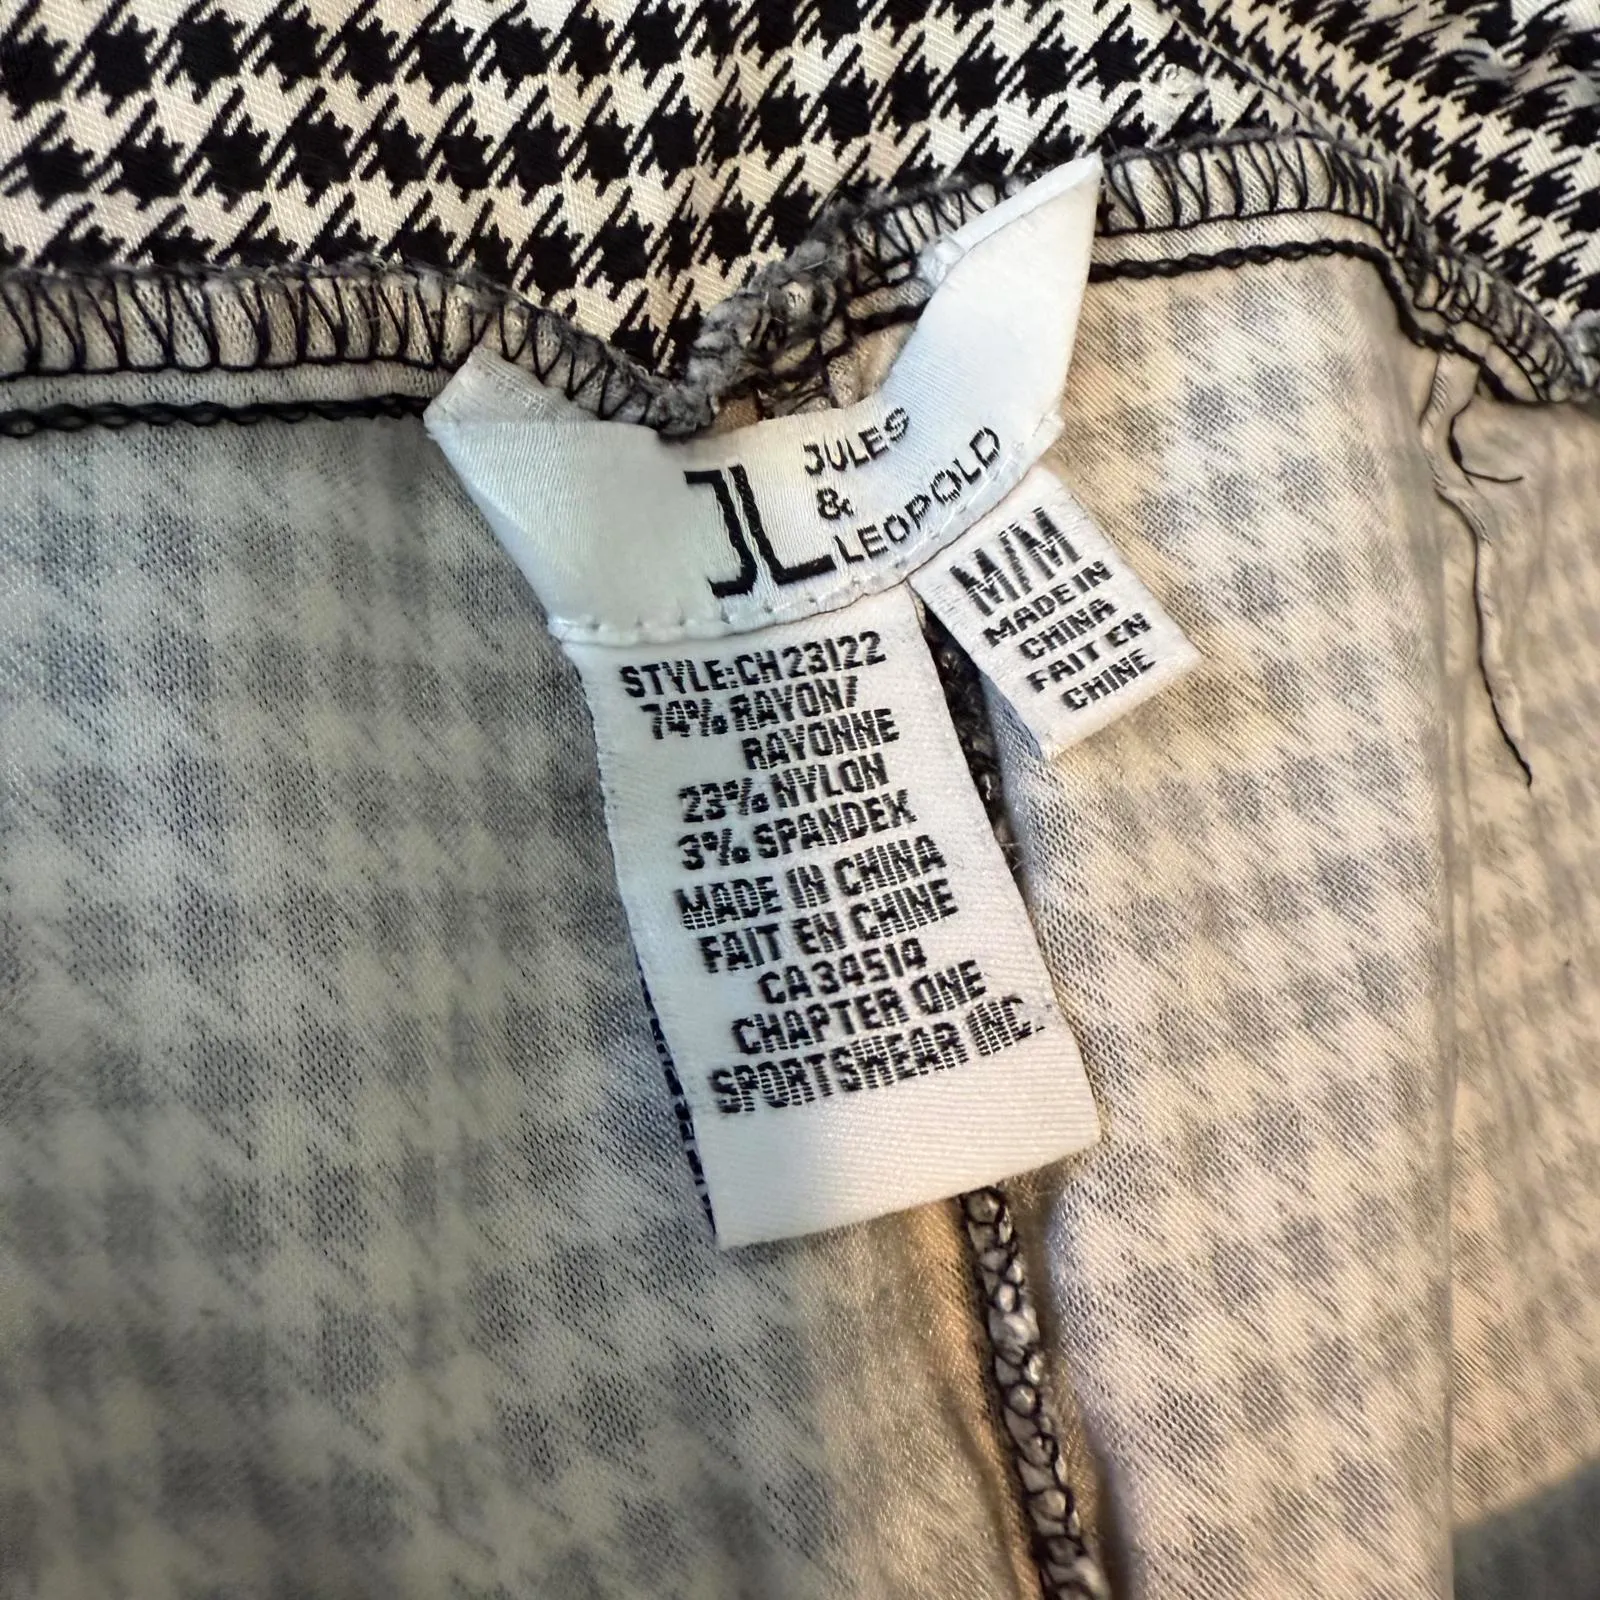 JL
JULES
&
LEOPOLD
M/M
MADE IN
CHINA
FAIT EN
CHINE
STYLE:CH23122
74% RAYON/
RAYONNE
23% NYLON
3% SPANDEX
MADE IN CHINA
FAIT EN CHINE
CA34514
CHAPTER ONE
SPORTSWEAR INC.